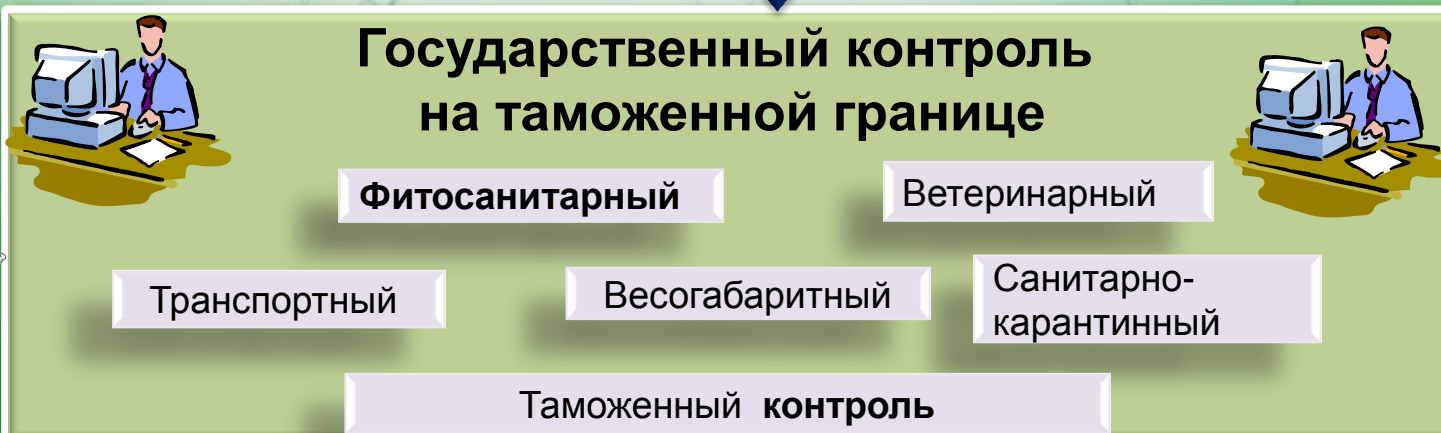 Государственный контроль
на таможенной границе
Фитосанитарный
Ветеринарный
Транспортный
Весогабаритный
Санитарно-
карантинный
Таможенный контроль